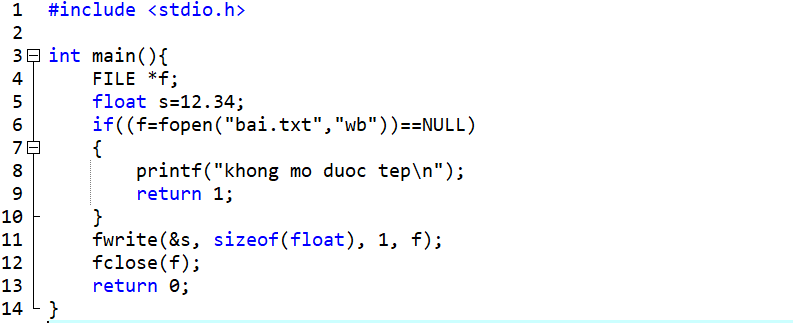 1 #include <stdio.h>
2
3 int main(){
4     FILE *f;
5     float s=12.34;
6     if((f=fopen("bai.txt","wb"))==NULL)
7     {
8         printf("khong mo duoc tep\n");
9         return 1;
10     }
11     fwrite(&s, sizeof(float), 1, f);
12     fclose(f);
13     return 0;
14 }